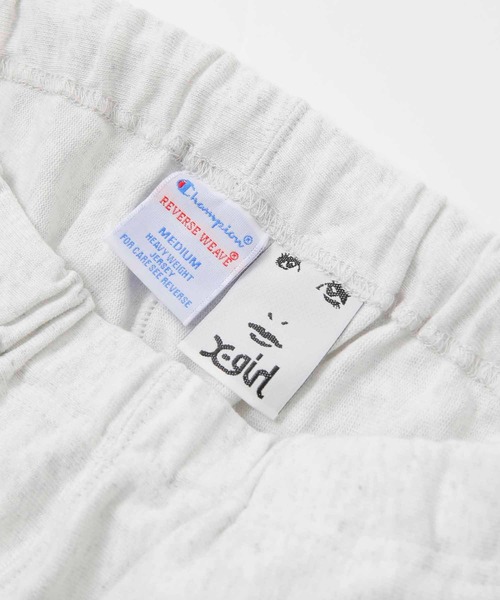 Champion®
REVERSE WEAVE®
MEDIUM
HEAVY WEIGHT
JERSEY
FOR CARE SEE REVERSE
X-girl